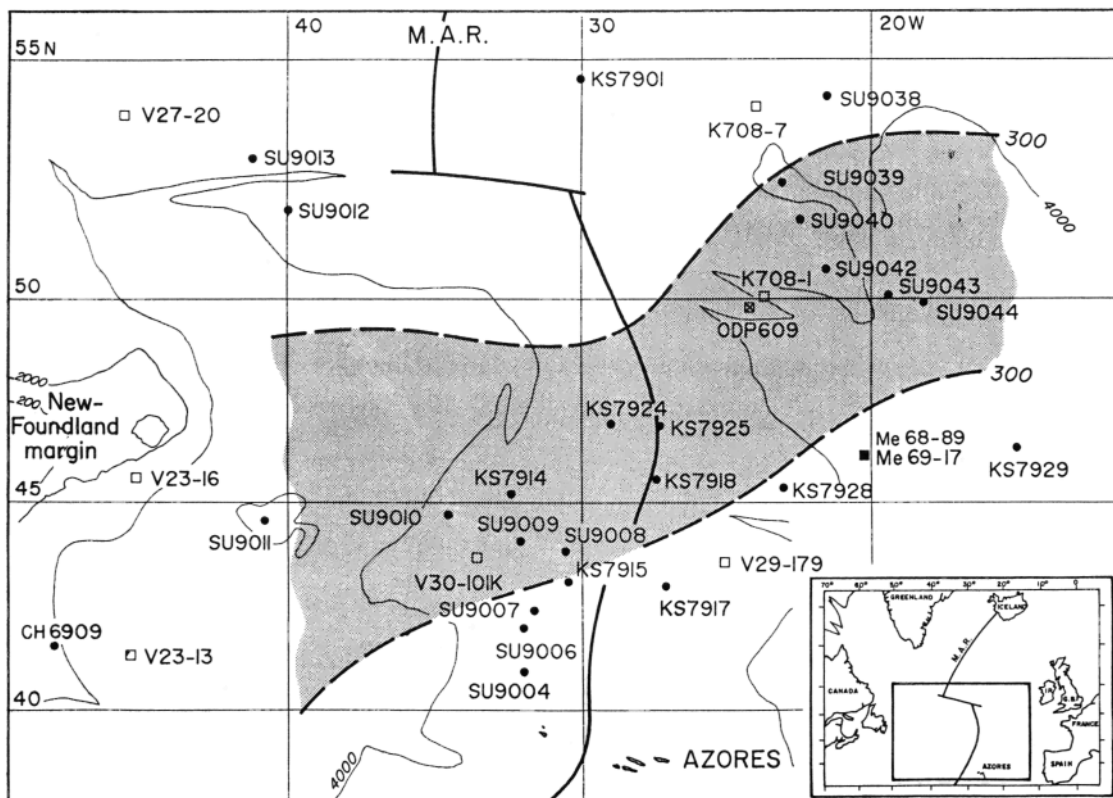 40
30
20W
M.A.R.
55N
KS7901
V27-20
K708-7
SU9038
300
SU9013
SU9039
SU9012
SU9040
4000
50
K708-1
SU9042
SU9043
ODP609
SU9044
2000
200
300
New-
Foundland
margin
KS7924
KS7925
Me 68-89
Me 69-17
V23-16
KS7914
KS7918
KS7928
KS7929
45
SU9010
SU9009
SU9008
SU9011
V30-101K
KS7915
V29-179
SU9007
KS7917
CH6909
V23-13
SU9006
SU9004
40
4000
AZORES
70°
60
50
40
30
20
10°
0
GREENLAND
ICELAND
M.A.R.
CANADA
IR
G.B.
FRANCE
AZORES
SPAIN